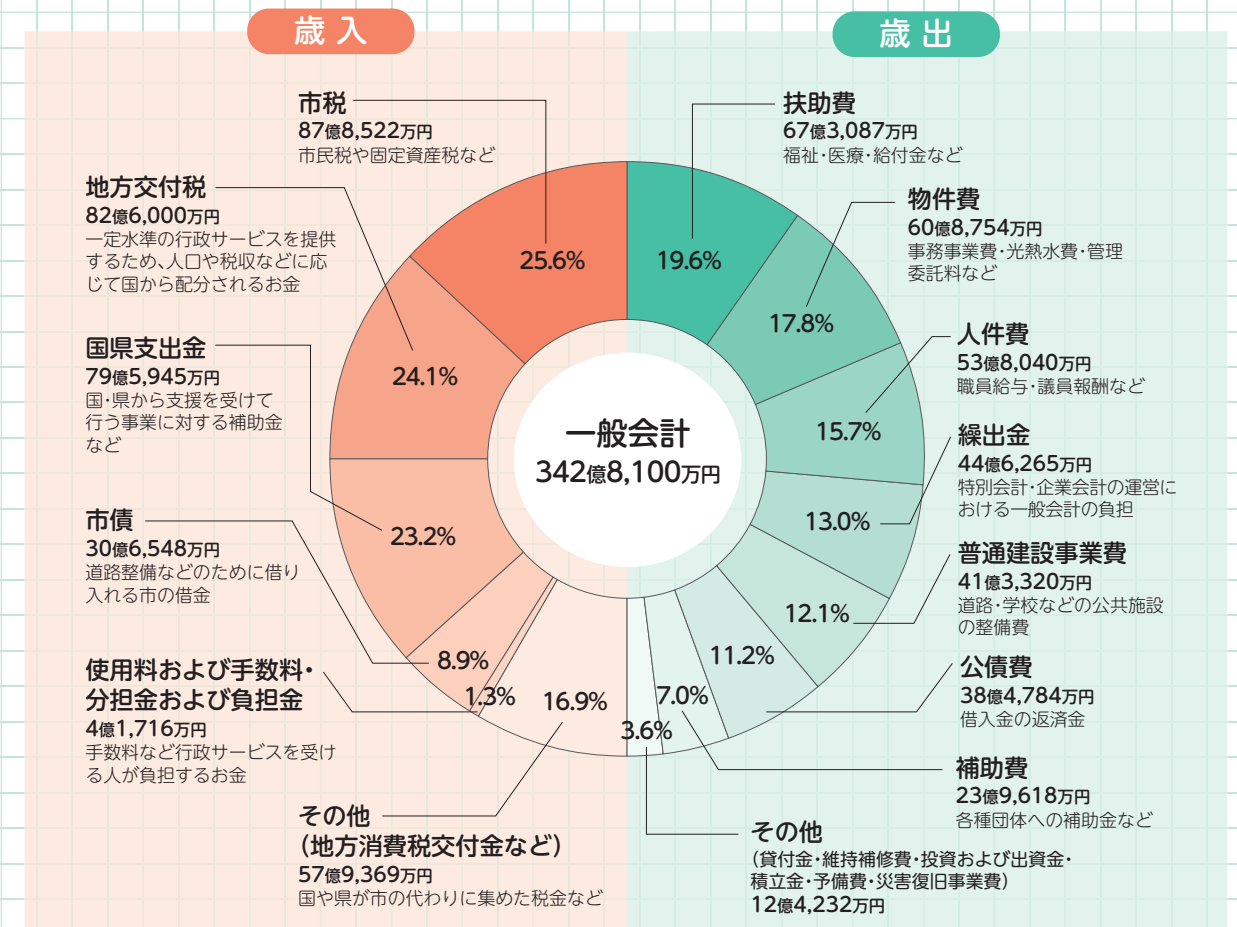 歳入
市税
87億8,522万円
市民税や固定資産税など
地方交付税
82億6,000万円
一定水準の行政サービスを提供
するため、人口や税収などに応
じて国から配分されるお金
国県支出金
79億5,945万円
国・県から支援を受けて
行う事業に対する補助金
など
市債
30億6,548万円
道路整備などのために借り
入れる市の借金
使用料および手数料・
分担金および負担金
4億1,716万円
手数料など行政サービスを受け
る人が負担するお金
その他
(地方消費税交付金など)
57億9,369万円
国や県が市の代わりに集めた税金など
25.6%
24.1%
23.2%
8.9%
1.3%
16.9%
一般会計
342億8,100万円
歳出
扶助費
67億3,087万円
福祉・医療・給付金など
物件費
60億8,754万円
事務事業費・光熱水費・管理
委託料など
人件費
53億8,040万円
職員給与・議員報酬など
繰出金
44億6,265万円
特別会計・企業会計の運営に
おける一般会計の負担
普通建設事業費
41億3,320万円
道路・学校などの公共施設
の整備費
公債費
38億4,784万円
借入金の返済金
補助費
23億9,618万円
各種団体への補助金など
その他
(貸付金・維持補修費・投資および出資金・
積立金・予備費・災害復旧事業費)
12億4,232万円
19.6%
17.8%
15.7%
13.0%
12.1%
11.2%
7.0%
3.6%